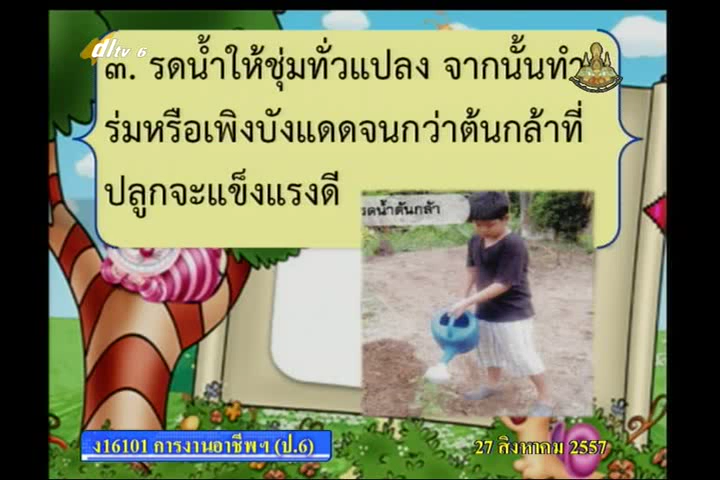 dltv 6
๓. รดน้ำให้ชุ่มทั่วแปลง จากนั้นทำ
ร่มหรือเพิงบังแดดจนกว่าต้นกล้าที่
ปลูกจะแข็งแรงดี
รดน้ำต้นกล้า
ง16101 การงานอาชีพฯ (ป.6)
27 สิงหาคม 2557